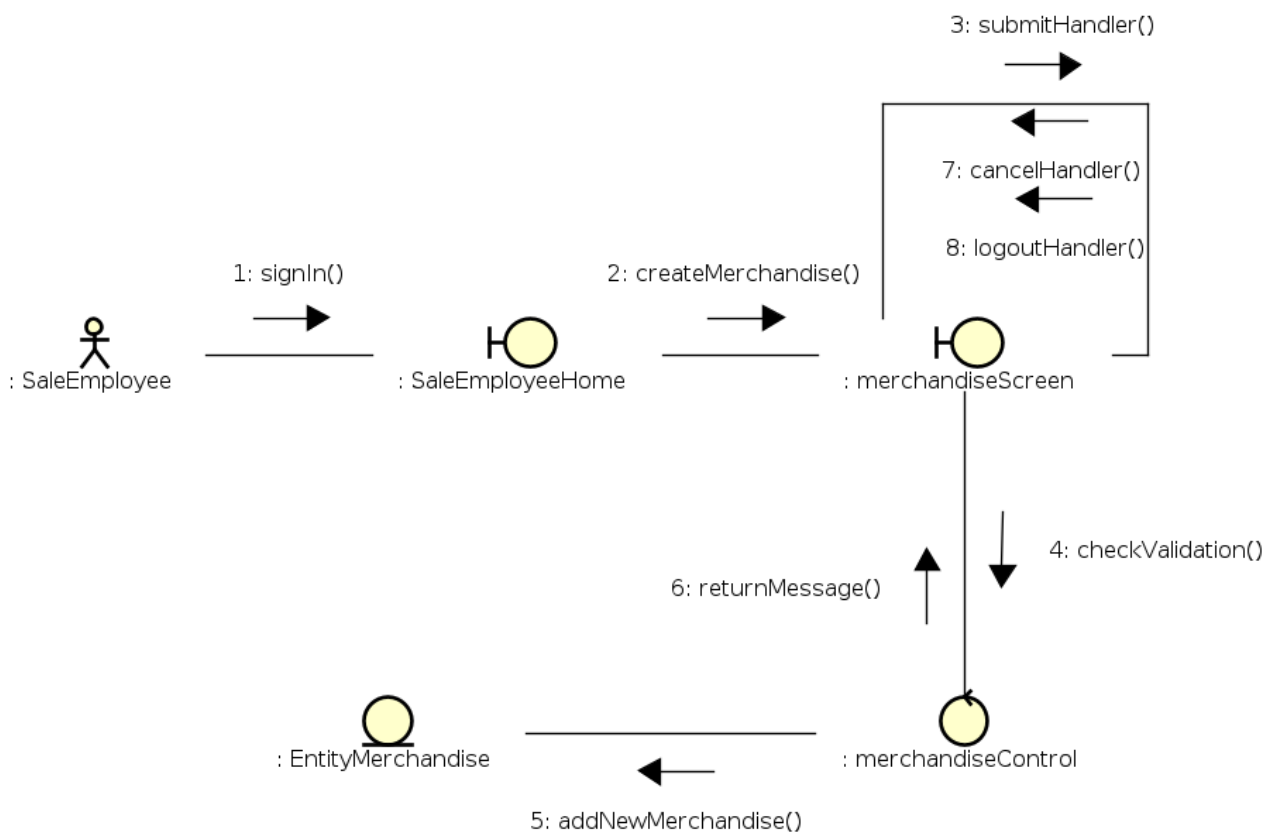 3: submitHandler()
7: cancelHandler()
8: logoutHandler()
1: signIn()
2: createMerchandise()
: SaleEmployee
: SaleEmployeeHome
: merchandiseScreen
4: checkValidation()
6: returnMessage()
: EntityMerchandise
: merchandiseControl
5: addNewMerchandise()